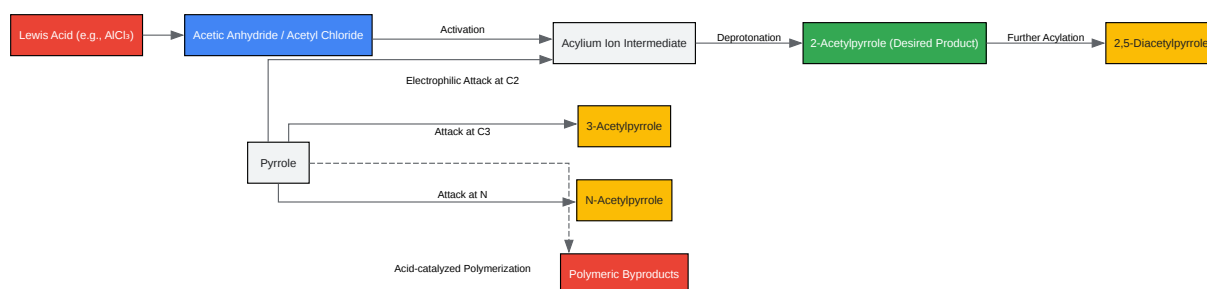 Lewis Acid (e.g., AlCl₃)
Acetic Anhydride / Acetyl Chloride
Activation
Acylium Ion Intermediate
Deprotonation
2-Acetylpyrrole (Desired Product)
Further Acylation
2,5-Diacetylpyrrole
Electrophilic Attack at C2
3-Acetylpyrrole
Attack at C3
Pyrrole
Attack at N
N-Acetylpyrrole
Acid-catalyzed Polymerization
Polymeric Byproducts